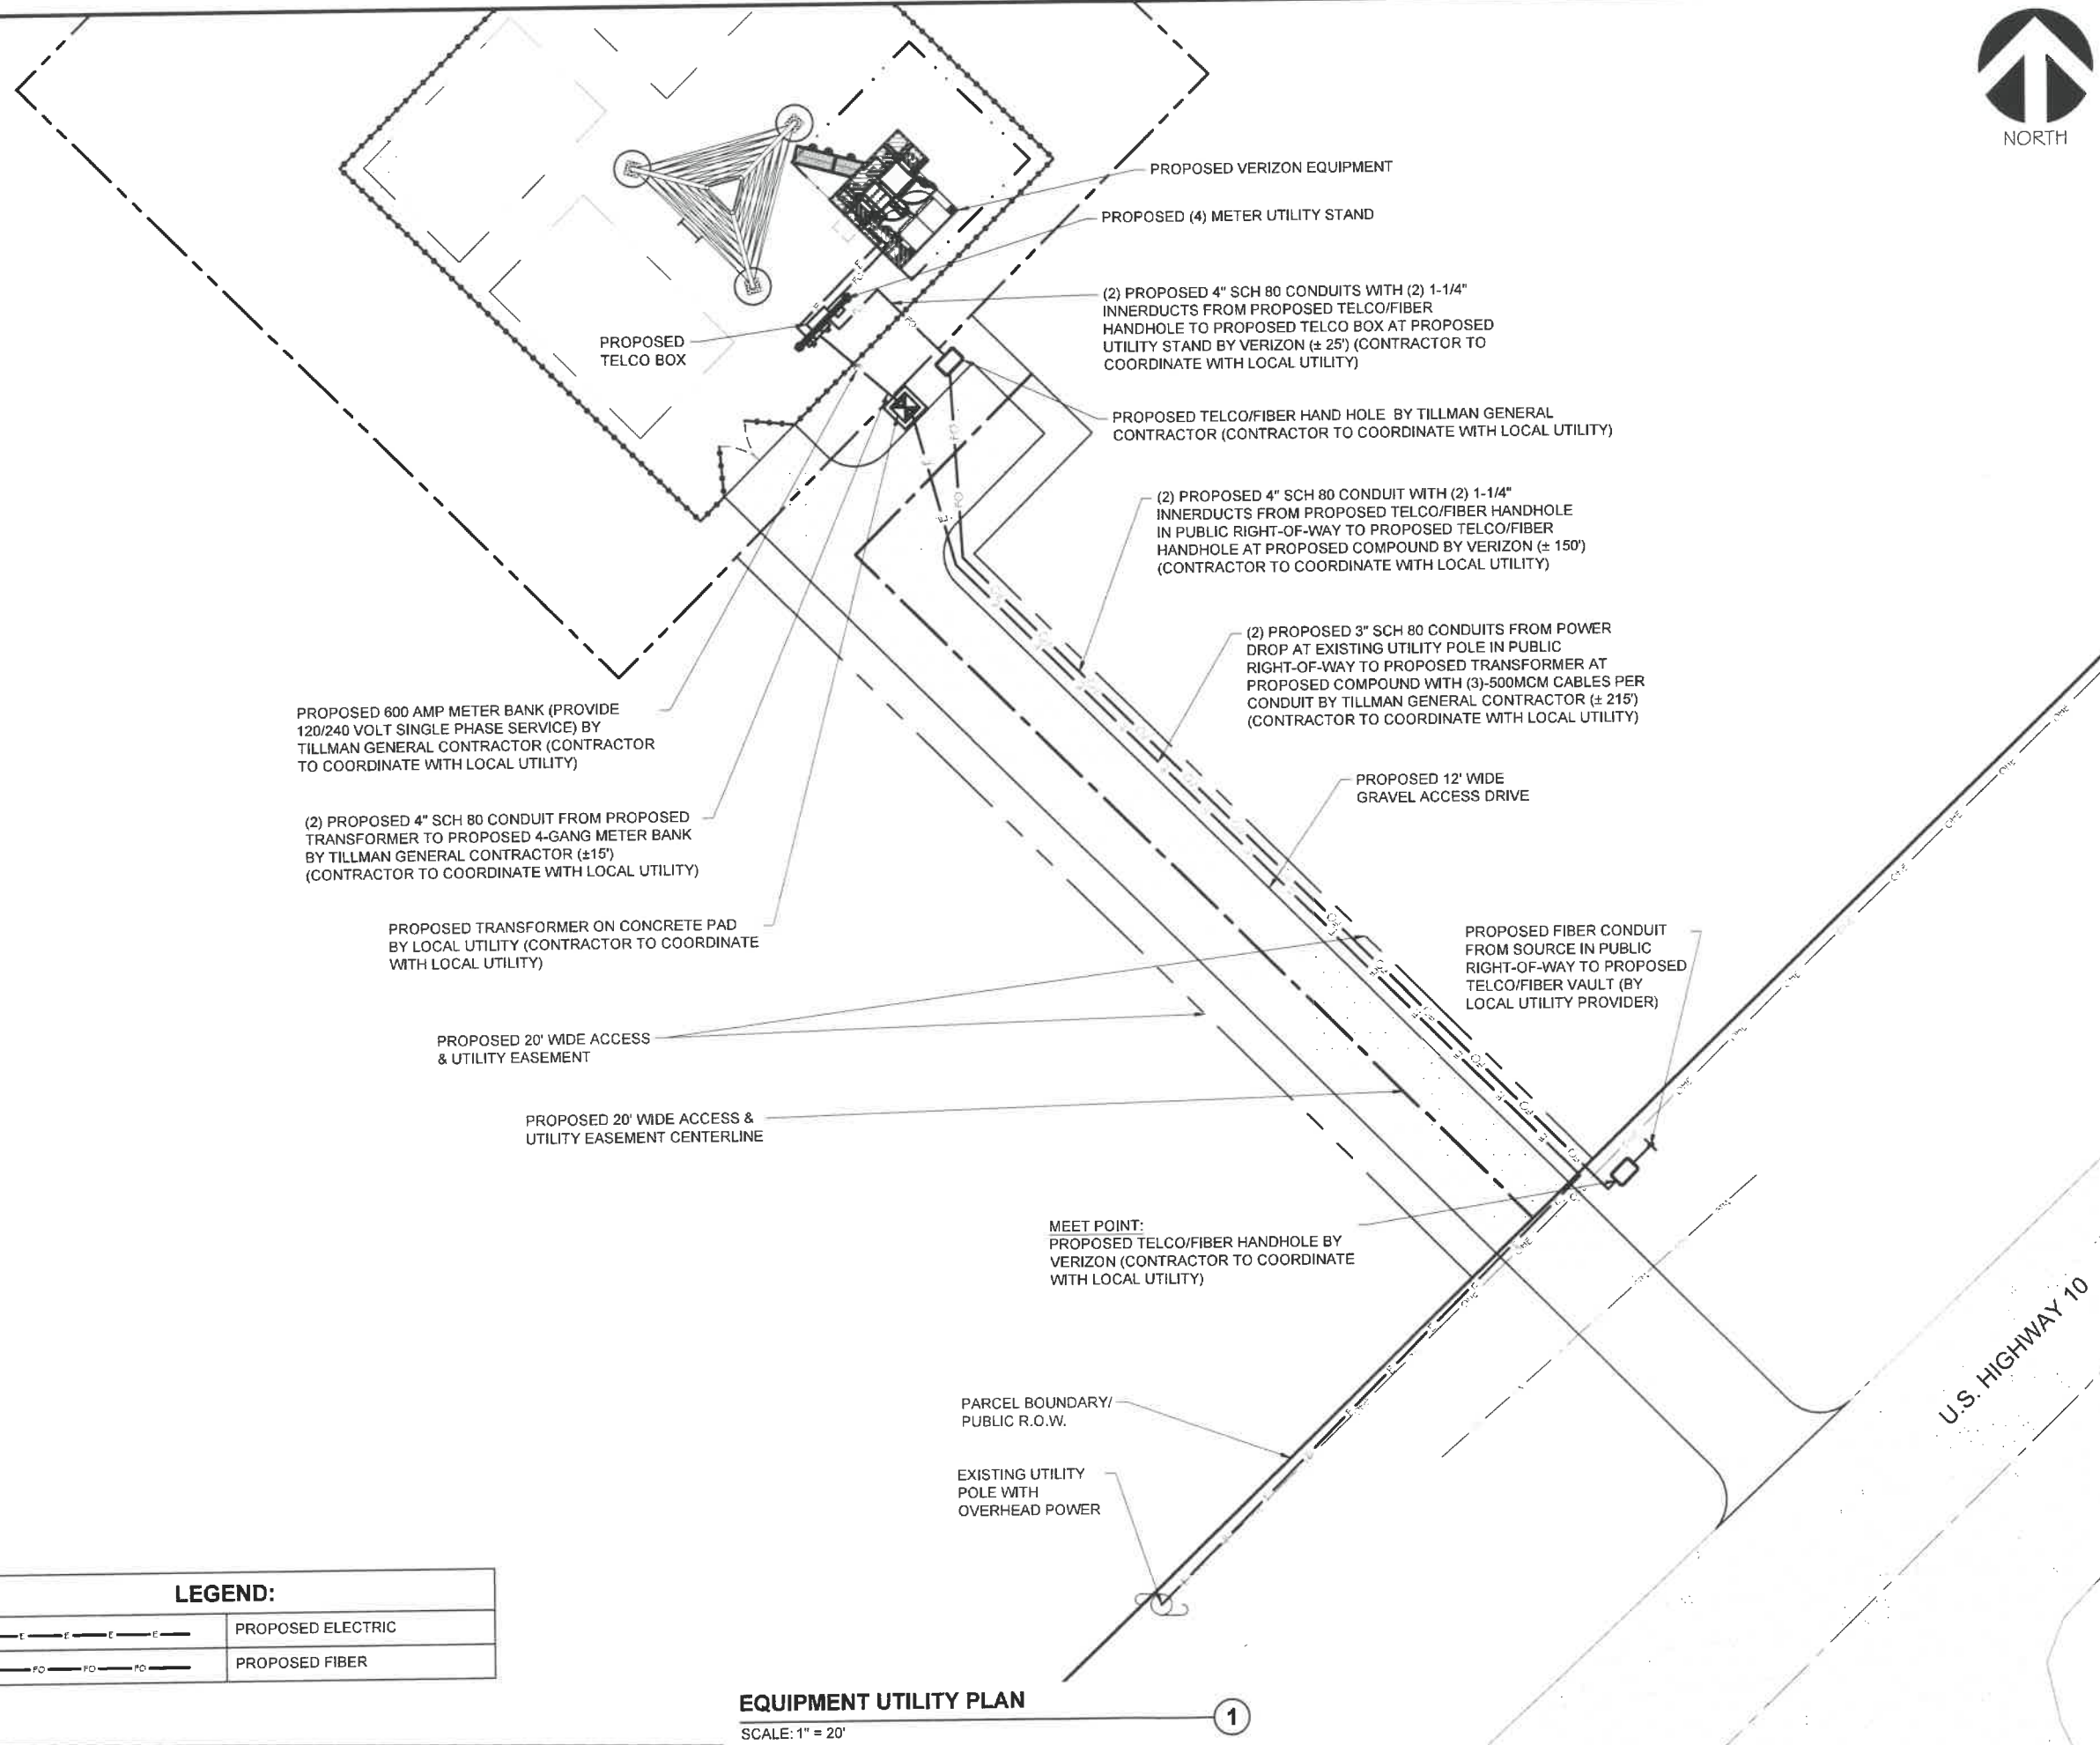 NORTH
PROPOSED VERIZON EQUIPMENT
PROPOSED (4) METER UTILITY STAND
(2) PROPOSED 4" SCH 80 CONDUITS WITH (2) 1-1/4"
INNERDUCTS FROM PROPOSED TELCO/FIBER
HANDHOLE TO PROPOSED TELCO BOX AT PROPOSED
UTILITY STAND BY VERIZON (± 25') (CONTRACTOR TO
COORDINATE WITH LOCAL UTILITY)
PROPOSED
TELCO BOX
PROPOSED TELCO/FIBER HAND HOLE BY TILLMAN GENERAL
CONTRACTOR (CONTRACTOR TO COORDINATE WITH LOCAL UTILITY)
(2) PROPOSED 4" SCH 80 CONDUIT WITH (2) 1-1/4"
INNERDUCTS FROM PROPOSED TELCO/FIBER HANDHOLE
IN PUBLIC RIGHT-OF-WAY TO PROPOSED TELCO/FIBER
HANDHOLE AT PROPOSED COMPOUND BY VERIZON (± 150')
(CONTRACTOR TO COORDINATE WITH LOCAL UTILITY)
(2) PROPOSED 3" SCH 80 CONDUITS FROM POWER
DROP AT EXISTING UTILITY POLE IN PUBLIC
RIGHT-OF-WAY TO PROPOSED TRANSFORMER AT
PROPOSED COMPOUND WITH (3)-500MCM CABLES PER
CONDUIT BY TILLMAN GENERAL CONTRACTOR (± 215')
(CONTRACTOR TO COORDINATE WITH LOCAL UTILITY)
PROPOSED 600 AMP METER BANK (PROVIDE
120/240 VOLT SINGLE PHASE SERVICE) BY
TILLMAN GENERAL CONTRACTOR (CONTRACTOR
TO COORDINATE WITH LOCAL UTILITY)
PROPOSED 12' WIDE
GRAVEL ACCESS DRIVE
(2) PROPOSED 4" SCH 80 CONDUIT FROM PROPOSED
TRANSFORMER TO PROPOSED 4-GANG METER BANK
BY TILLMAN GENERAL CONTRACTOR (±15')
(CONTRACTOR TO COORDINATE WITH LOCAL UTILITY)
PROPOSED TRANSFORMER ON CONCRETE PAD
BY LOCAL UTILITY (CONTRACTOR TO COORDINATE
WITH LOCAL UTILITY)
PROPOSED FIBER CONDUIT
FROM SOURCE IN PUBLIC
RIGHT-OF-WAY TO PROPOSED
TELCO/FIBER VAULT (BY
LOCAL UTILITY PROVIDER)
PROPOSED 20' WIDE ACCESS
& UTILITY EASEMENT
PROPOSED 20' WIDE ACCESS &
UTILITY EASEMENT CENTERLINE
MEET POINT:
PROPOSED TELCO/FIBER HANDHOLE BY
VERIZON (CONTRACTOR TO COORDINATE
WITH LOCAL UTILITY)
U.S. HIGHWAY 10
PARCEL BOUNDARY/
PUBLIC R.O.W.
EXISTING UTILITY
POLE WITH
OVERHEAD POWER
LEGEND:
E E E E PROPOSED ELECTRIC
FO FO FO PROPOSED FIBER
EQUIPMENT UTILITY PLAN
1
SCALE: 1" = 20'